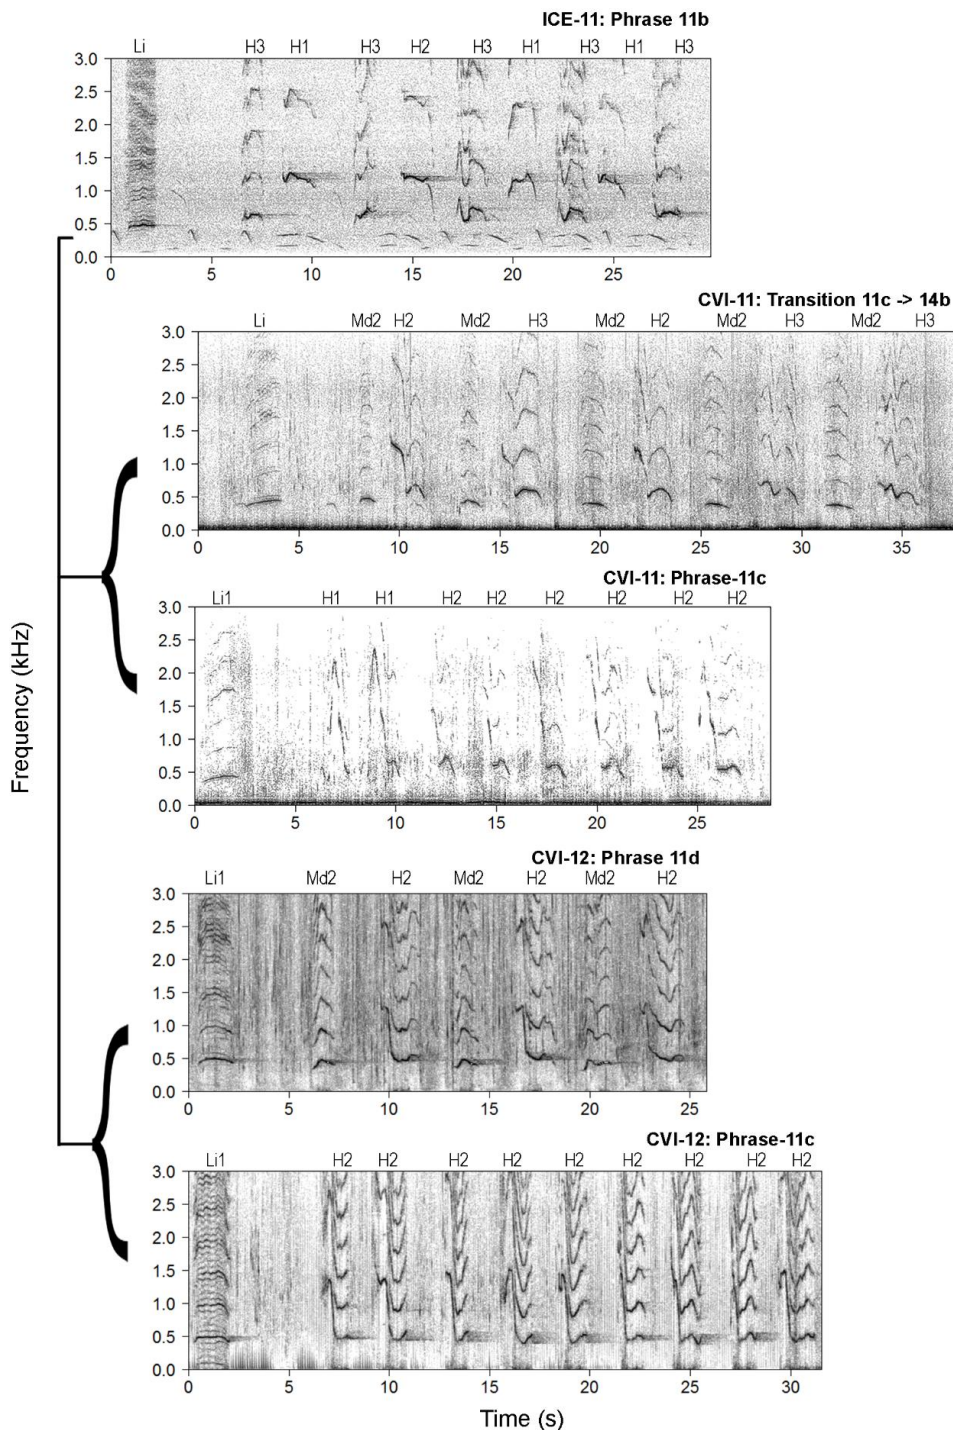 ICE-11: Phrase 11b
Li H3 H1 H3 H2 H3 H1 H3 H1 H3
3.0
2.5
2.0
1.5
1.0
0.5
0.0
0 5 10 15 20 25
CVI-11: Transition 11c -> 14b
Li Md2 H2 Md2 H3 Md2 H2 Md2 H3 Md2 H3
3.0
2.5
2.0
1.5
1.0
0.5
0.0
0 5 10 15 20 25 30 35
CVI-11: Phrase-11c
Li1 H1 H1 H2 H2 H2 H2 H2 H2
3.0
2.5
2.0
1.5
1.0
0.5
0.0
0 5 10 15 20 25
Frequency (kHz)
CVI-12: Phrase 11d
Li1 Md2 H2 Md2 H2 Md2 H2
3.0
2.5
2.0
1.5
1.0
0.5
0.0
0 5 10 15 20 25
CVI-12: Phrase-11c
Li1 H2 H2 H2 H2 H2 H2 H2 H2 H2
3.0
2.5
2.0
1.5
1.0
0.5
0.0
0 5 10 15 20 25 30
Time (s)